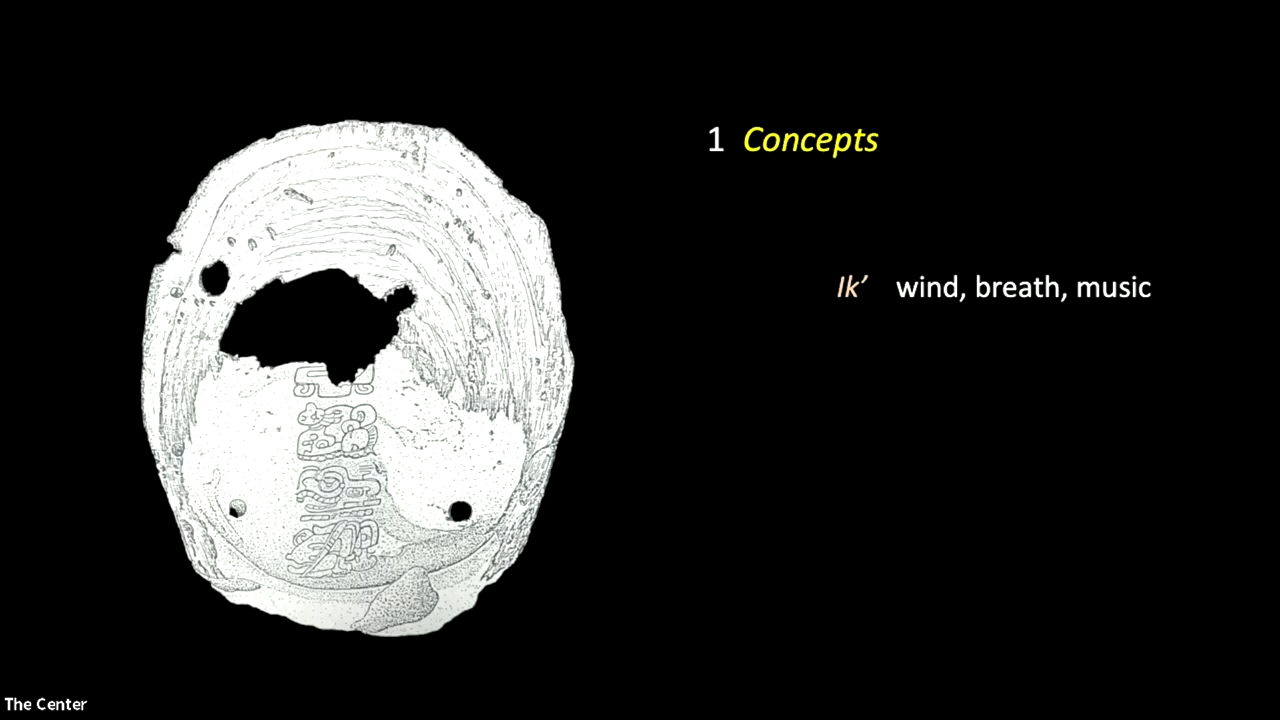 1 Concepts
Ik’ wind, breath, music
The Center